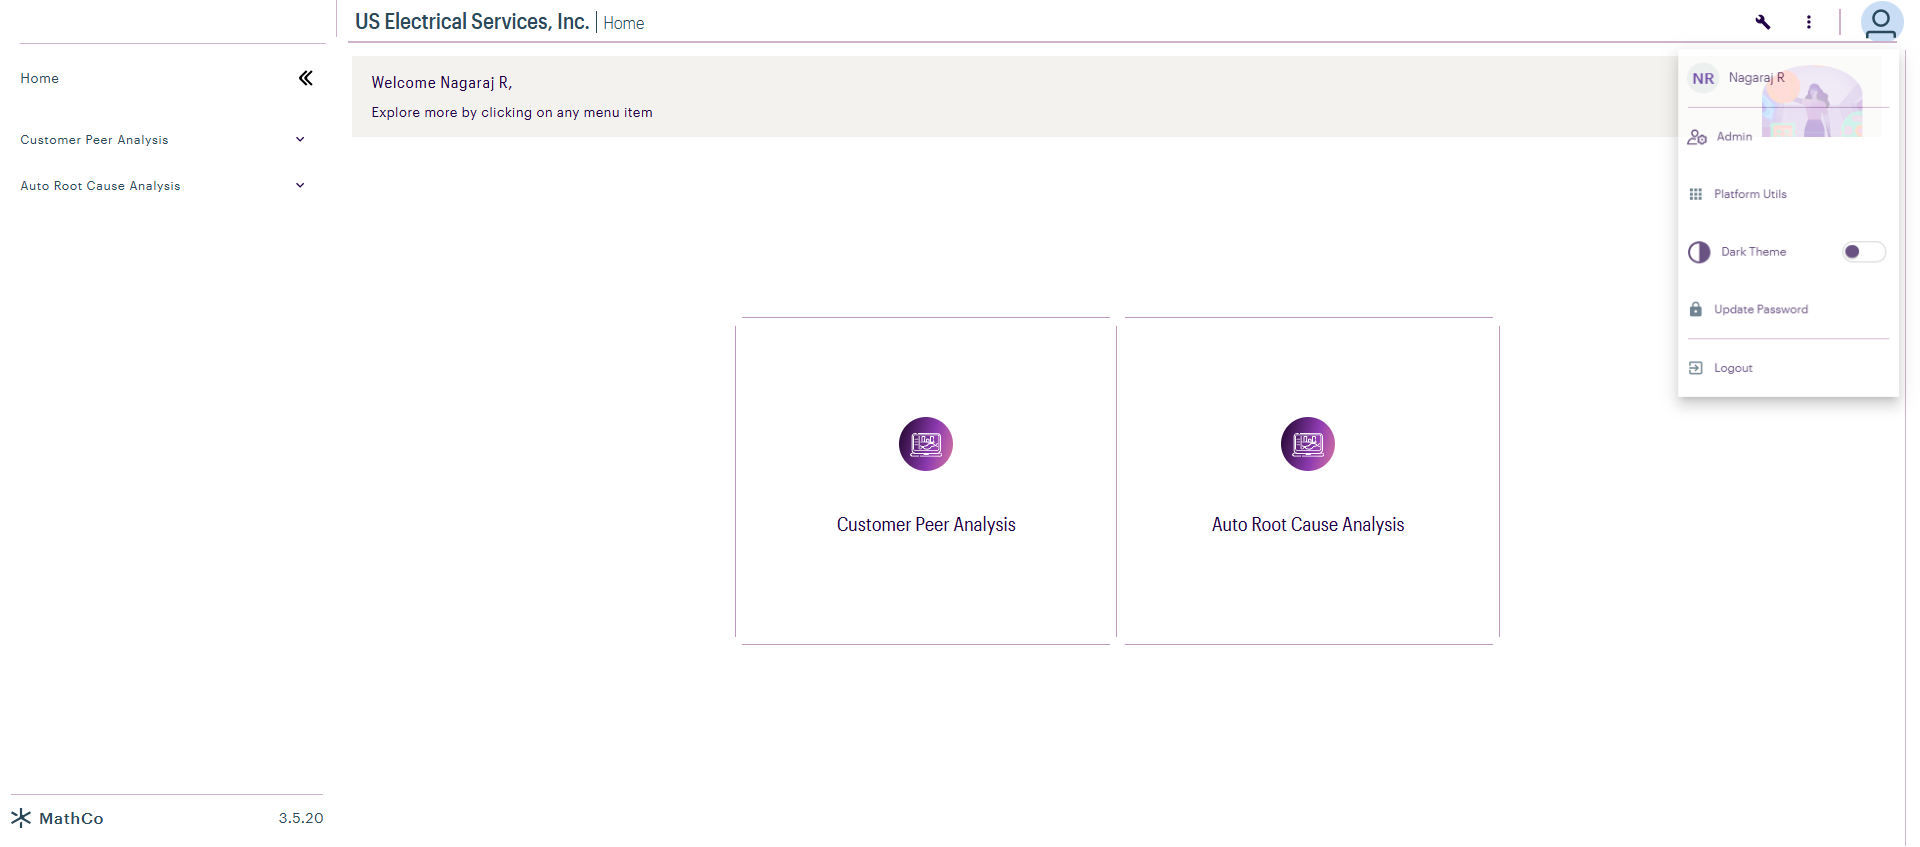 US Electrical Services, Inc. | Home
Home
Customer Peer Analysis
Auto Root Cause Analysis
Welcome Nagaraj R,
Explore more by clicking on any menu item
NR Nagaraj R
Admin
Platform Utils
Dark Theme
Update Password
Logout
Customer Peer Analysis
Auto Root Cause Analysis
MathCo 3.5.20